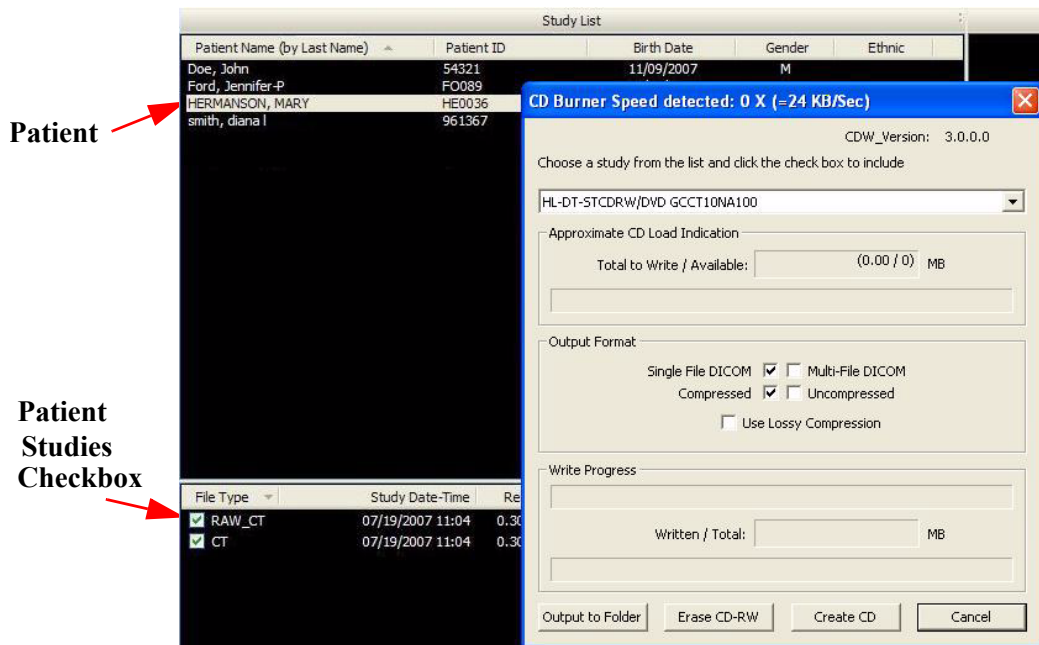 Study List
Patient Name (by Last Name) Patient ID Birth Date Gender Ethnic
Doe, John 54321 11/09/2007 M
Ford, Jennifer-P FO089
HERMANSON, MARY HE0036
smith, diana l 961367
Patient
CD Burner Speed detected: 0 X (=24 KB/Sec)
CDW_Version: 3.0.0.0
Choose a study from the list and click the check box to include
HL-DT-STCDRW/DVD GCCT10NA100
Approximate CD Load Indication
Total to Write / Available: (0.00 / 0) MB
Output Format
Single File DICOM Multi-File DICOM
Compressed Uncompressed
Use Lossy Compression
Patient
Studies
Checkbox
Write Progress
File Type Study Date-Time Re
RAW_CT 07/19/2007 11:04 0.30
CT 07/19/2007 11:04 0.30
Written / Total: MB
Output to Folder Erase CD-RW Create CD Cancel